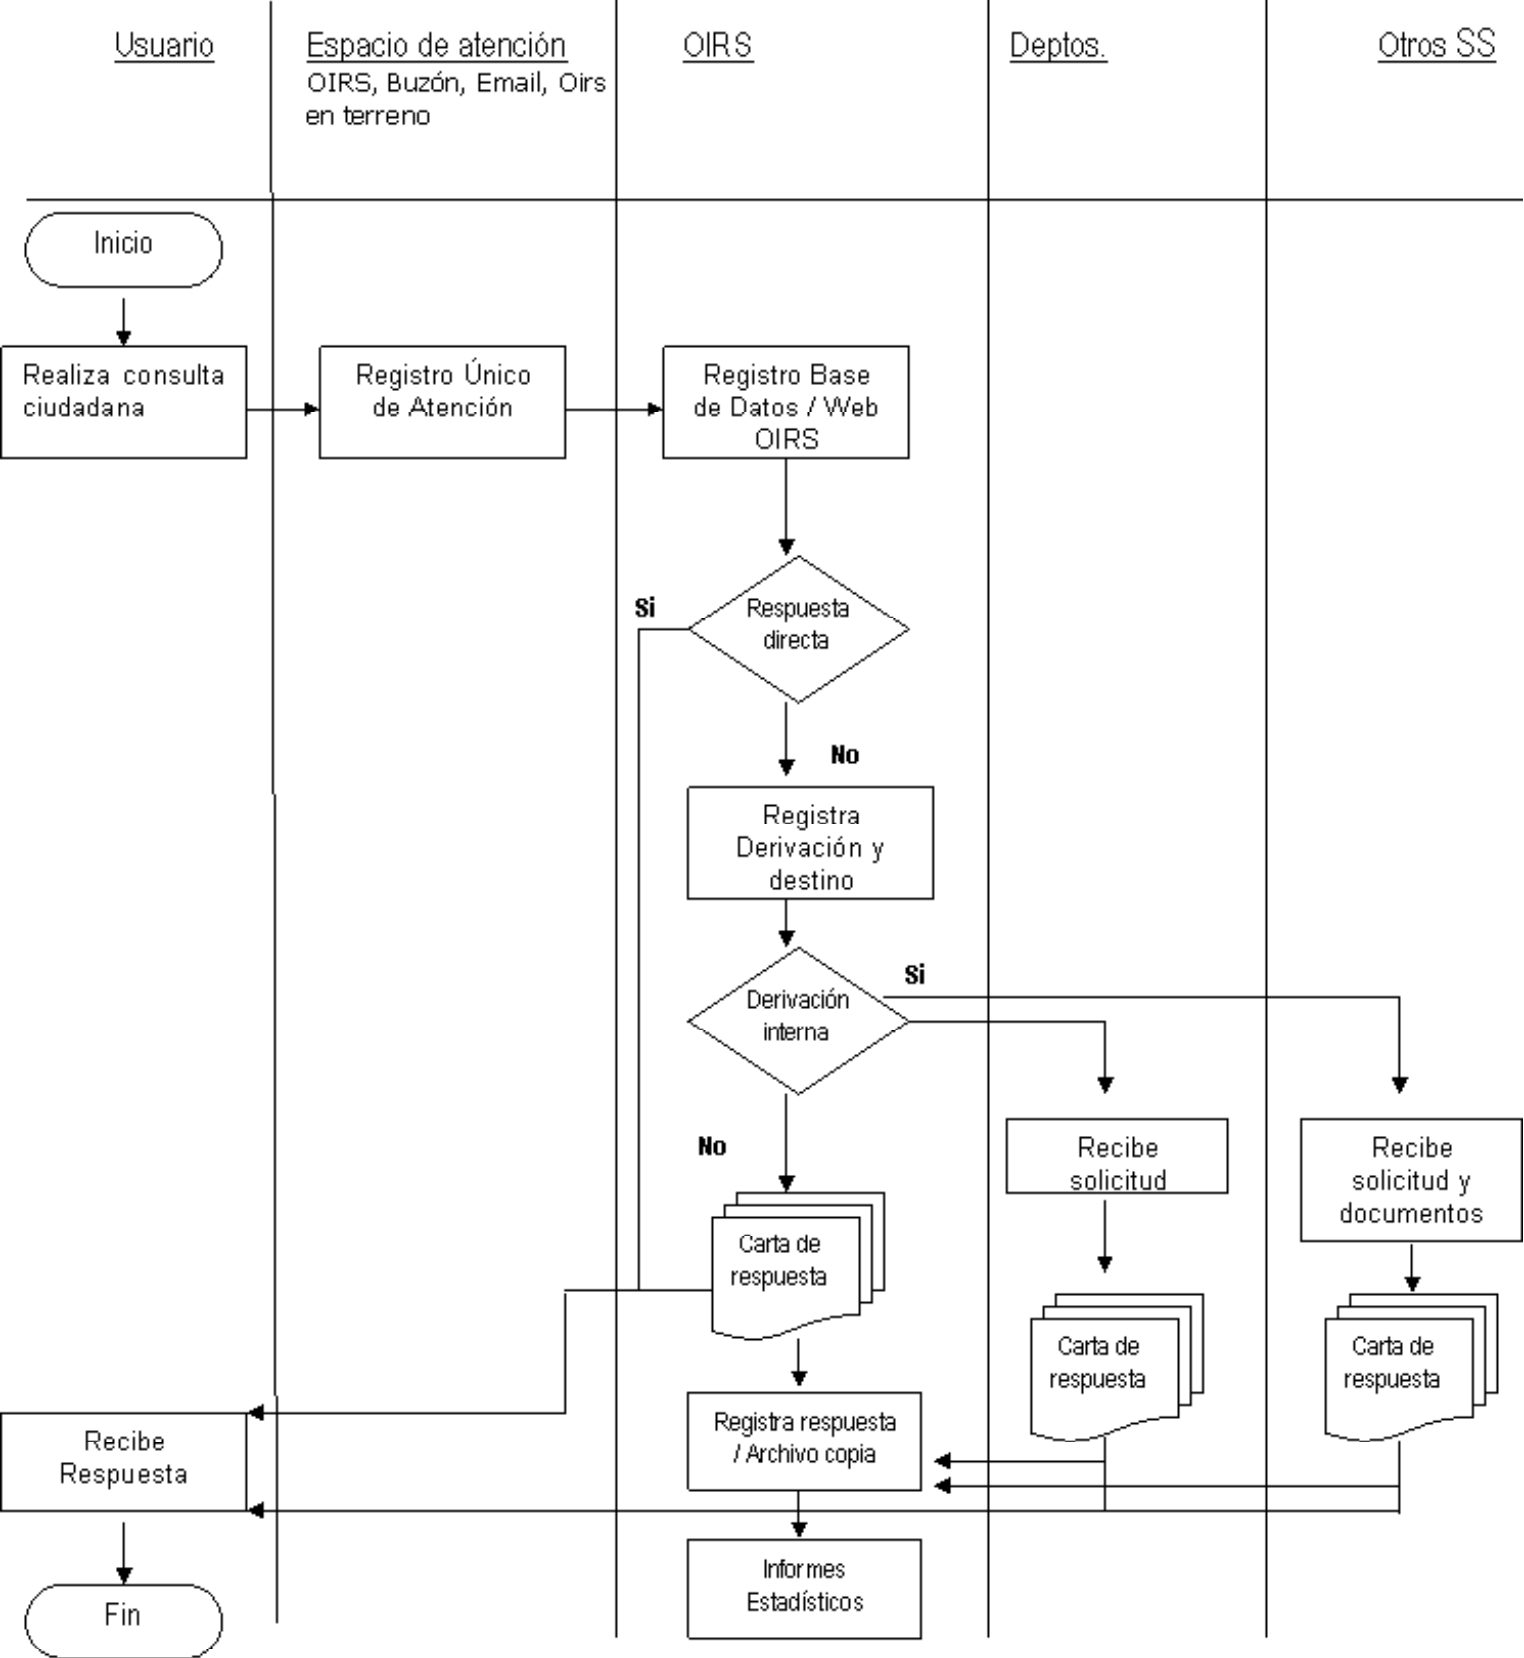 Usuario
Espacio de atención
OIRS, Buzón, Email, Oirs
en terreno
OIRS
Deptos.
Otros SS
Inicio
Realiza consulta
ciudadana
Registro Único
de Atención
Registro Base
de Datos / Web
OIRS
Si
Respuesta
directa
No
Registra
Derivación y
destino
Si
Derivación
interna
No
Recibe
solicitud
Recibe
solicitud y
documentos
Carta de
respuesta
Carta de
respuesta
Carta de
respuesta
Registra respuesta
/ Archivo copia
Recibe
Respuesta
Informes
Estadísticos
Fin